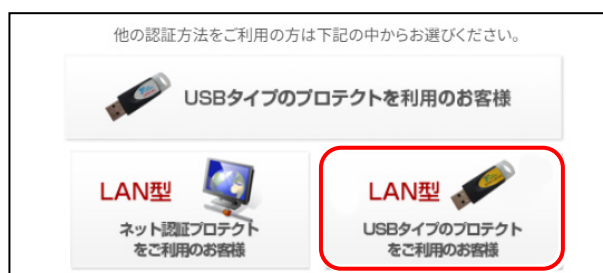 他の認証方法をご利用の方は下記の中からお選びください。
USBタイプのプロテクトを利用のお客様
LAN型
ネット認証プロテクト
をご利用のお客様
LAN型
USBタイプのプロテクト
をご利用のお客様